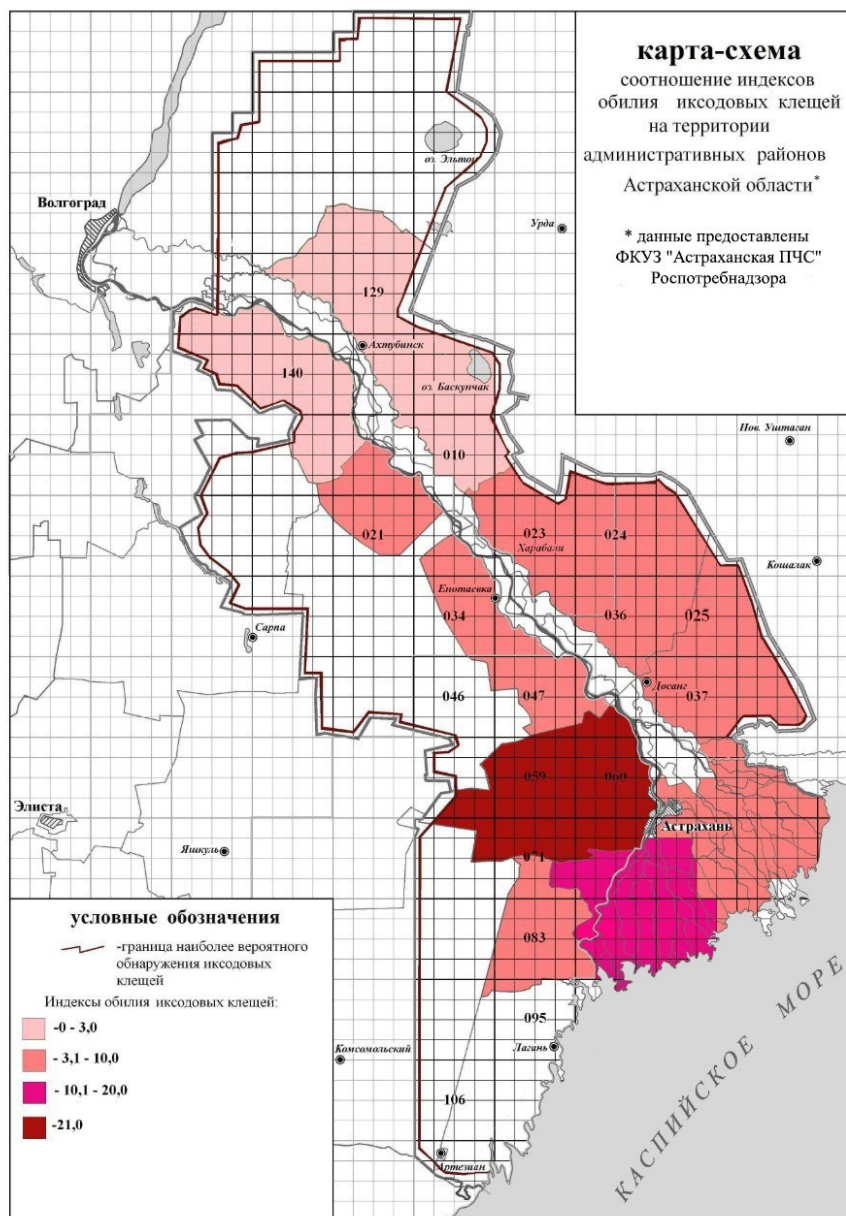 карта-схема
соотношение индексов
обилия иксодовых клещей
на территории
административных районов
Астраханской области*
* данные предоставлены
ФКУЗ "Астраханская ПЧС"
Роспотребнадзора
оз. Эльтон
Волгоград
Урда
129
Ахтубинск
140
оз. Баскунчак
Нов. Уштаган
010
021
023
Харабали
024
Кошалак
Енотаевка
034
036
025
Сарпа
Досанг
046
047
037
059
060
Элиста
Астрахань
Яшкуль
071
083
095
Лагань
Комсомольский
106
Артезиан
КАСПИЙСКОЕ МОРЕ
условные обозначения
-граница наиболее вероятного
обнаружения иксодовых
клещей
Индексы обилия иксодовых клещей:
-0 - 3,0
- 3,1 - 10,0
- 10,1 - 20,0
-21,0